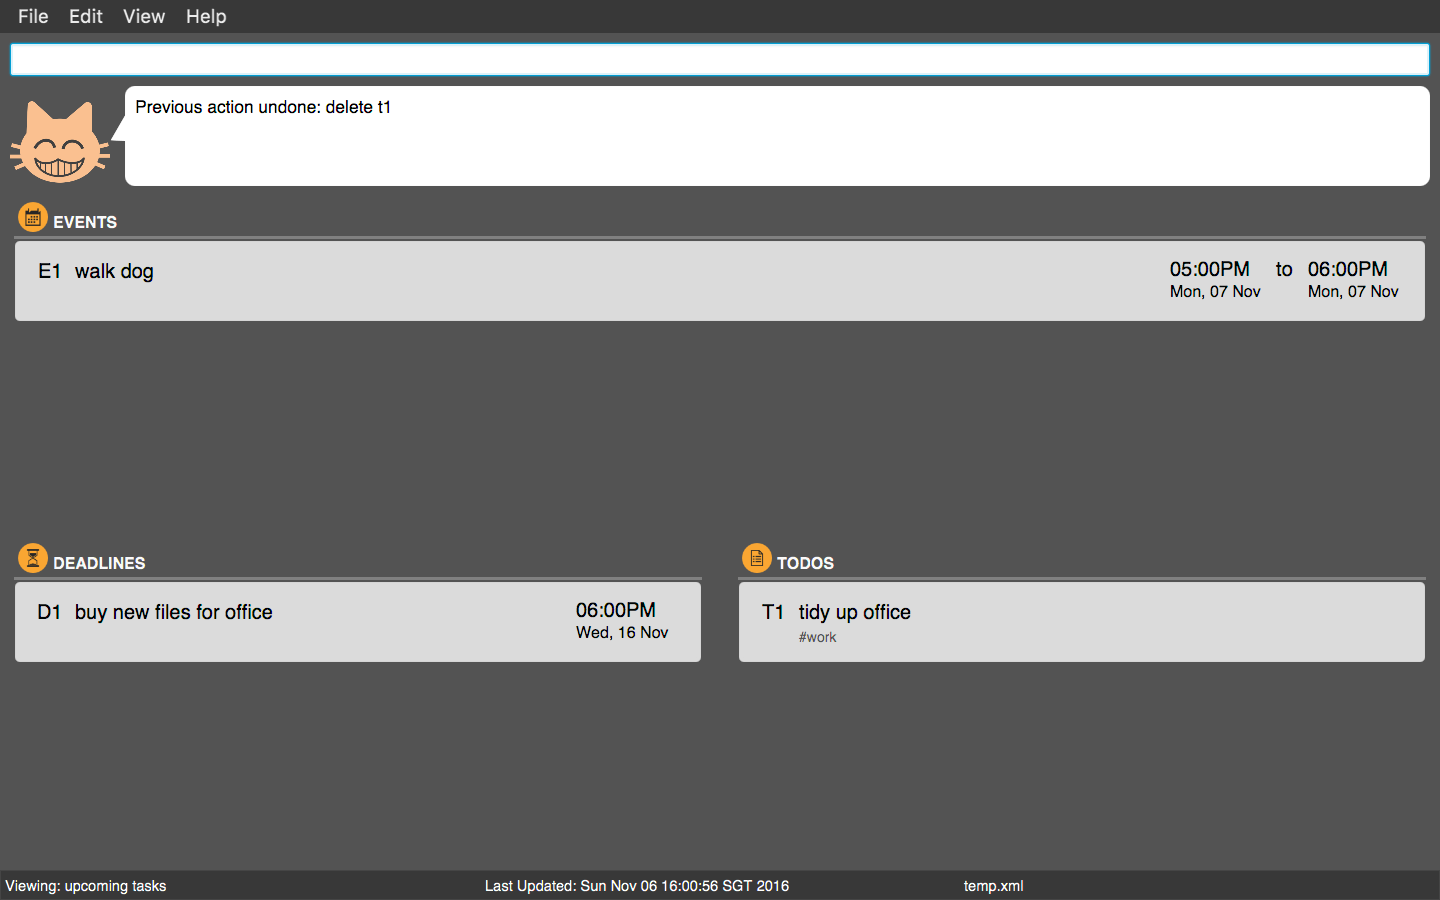 File Edit View Help
Previous action undone: delete t1
EVENTS
E1 walk dog 05:00PM to 06:00PM
Mon, 07 Nov Mon, 07 Nov
DEADLINES
D1 buy new files for office 06:00PM
Wed, 16 Nov
TODOS
T1 tidy up office
#work
Viewing: upcoming tasks Last Updated: Sun Nov 06 16:00:56 SGT 2016 temp.xml